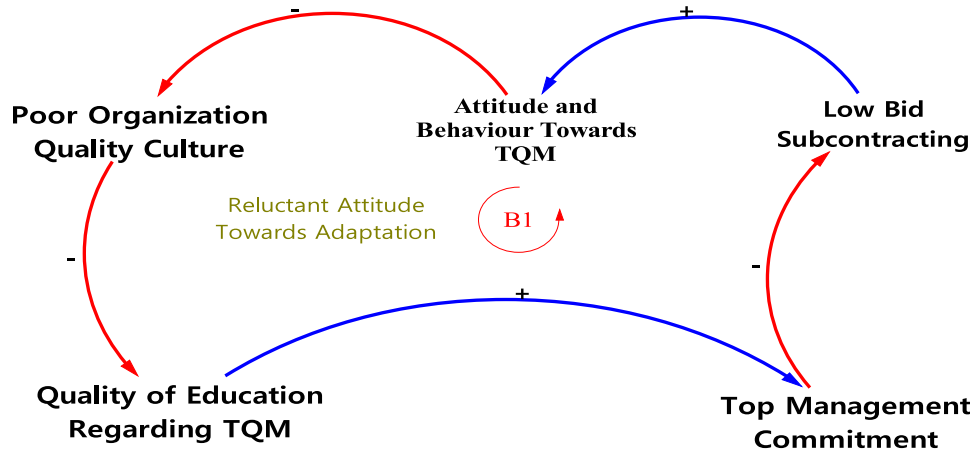 -
+
Poor Organization
Quality Culture
Attitude and
Behaviour Towards
TQM
Low Bid
Subcontracting
Reluctant Attitude
Towards Adaptation
B1
-
-
+
Quality of Education
Regarding TQM
Top Management
Commitment